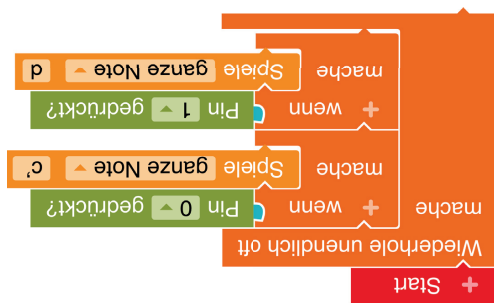 + Start
Wiederhole unendlich oft
mache
+ wenn Pin 0 gedrückt?
mache Spiele ganze Note c'
+ wenn Pin 1 gedrückt?
mache Spiele ganze Note d